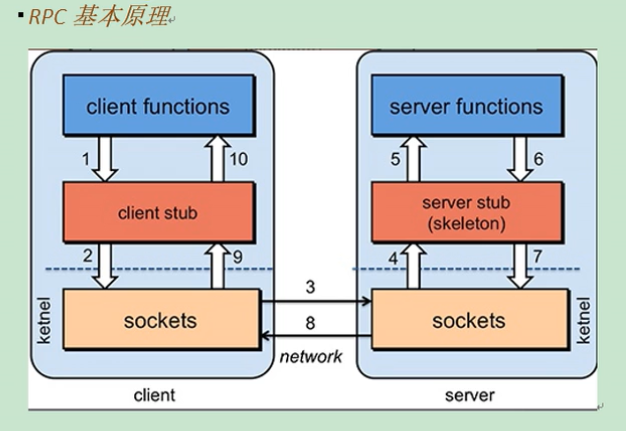 ▪ RPC 基本原理
client functions
server functions
1
10
5
6
client stub
server stub
(skeleton)
2
9
4
7
3
sockets
sockets
8
ketnel
ketnel
network
client
server